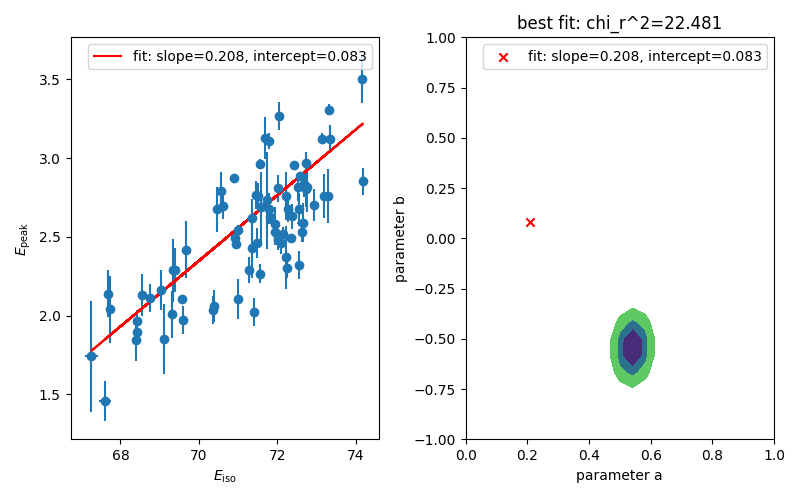 best fit: chi_r^2=22.481
fit: slope=0.208, intercept=0.083
3.5
3.0
2.5
2.0
1.5
E_peak
68 70 72 74
E_iso
fit: slope=0.208, intercept=0.083
1.00
0.75
0.50
0.25
0.00
−0.25
−0.50
−0.75
−1.00
parameter b
0.0 0.2 0.4 0.6 0.8 1.0
parameter a